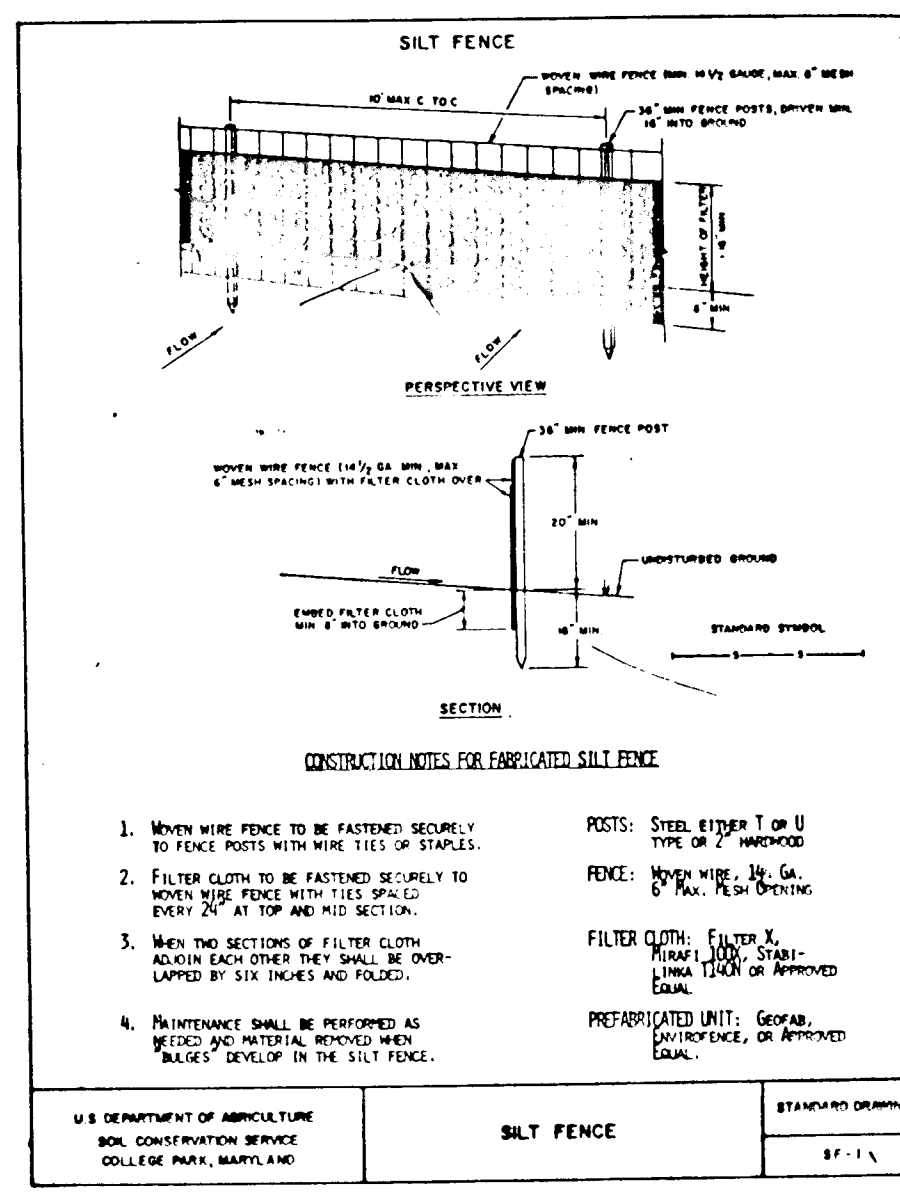 SILT FENCE
WOVEN WIRE FENCE (MIN. 14 1/2 GAUGE, MAX. 6" MESH
SPACING)
10' MAX C TO C
36" MIN FENCE POSTS, DRIVEN MIN.
16" INTO GROUND
HEIGHT OF FILTER
16" MIN
8" MIN
FLOW
FLOW
PERSPECTIVE VIEW
36" MIN FENCE POST
WOVEN WIRE FENCE (14 1/2 GA. MIN., MAX
6" MESH SPACING) WITH FILTER CLOTH OVER
20" MIN
UNDISTURBED GROUND
FLOW
EMBED FILTER CLOTH
MIN. 8" INTO GROUND
16" MIN
STANDARD SYMBOL
S S
SECTION
CONSTRUCTION NOTES FOR FABRICATED SILT FENCE
1. WOVEN WIRE FENCE TO BE FASTENED SECURELY
TO FENCE POSTS WITH WIRE TIES OR STAPLES.
2. FILTER CLOTH TO BE FASTENED SECURELY TO
WOVEN WIRE FENCE WITH TIES SPACED
EVERY 24" AT TOP AND MID SECTION.
3. WHEN TWO SECTIONS OF FILTER CLOTH
ADJOIN EACH OTHER THEY SHALL BE OVER-
LAPPED BY SIX INCHES AND FOLDED.
4. MAINTENANCE SHALL BE PERFORMED AS
NEEDED AND MATERIAL REMOVED WHEN
"BULGES" DEVELOP IN THE SILT FENCE.
POSTS: STEEL EITHER T OR U
TYPE OR 2" HARDWOOD
FENCE: WOVEN WIRE, GA.
6" MAX. MESH OPENING
FILTER CLOTH: FILTER X,
MIRAFI 100X, STABI-
LINKA T140N OR APPROVED
EQUAL
PREFABRICATED UNIT: GEOFAB,
ENVIROFENCE, OR APPROVED
EQUAL.
U.S DEPARTMENT OF AGRICULTURE
SOIL CONSERVATION SERVICE
COLLEGE PARK, MARYLAND
SILT FENCE
STANDARD DRAWIN
SF-1